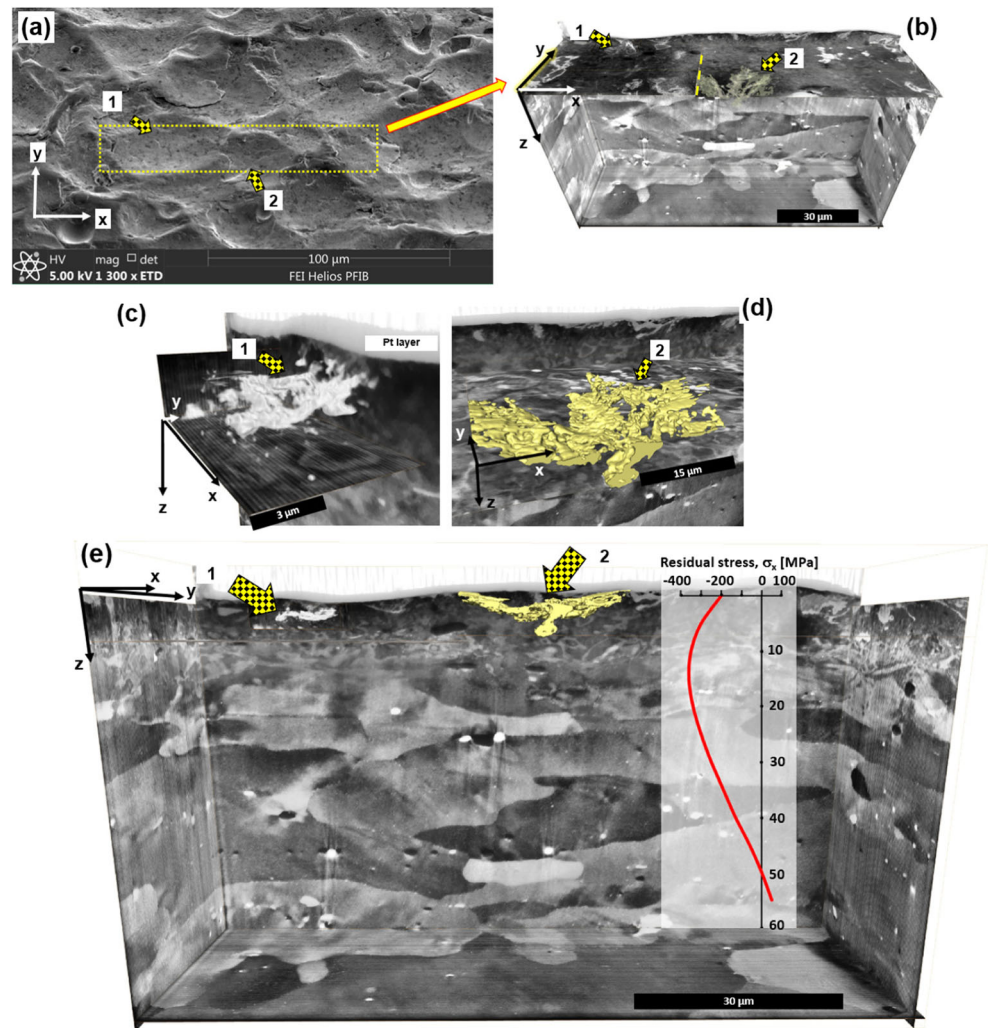 (a)
1
2
y
x
HV mag □ det
5.00 kV 1 300 x ETD
100 µm
FEI Helios PFIB
(b)
1
2
y
x
z
30 µm
(c)
1
Pt layer
y
x
z
3 µm
(d)
2
y
x
z
15 µm
(e)
1
2
x
y
z
Residual stress, σx [MPa]
-400 -200 0 100
10
20
30
40
50
60
30 µm